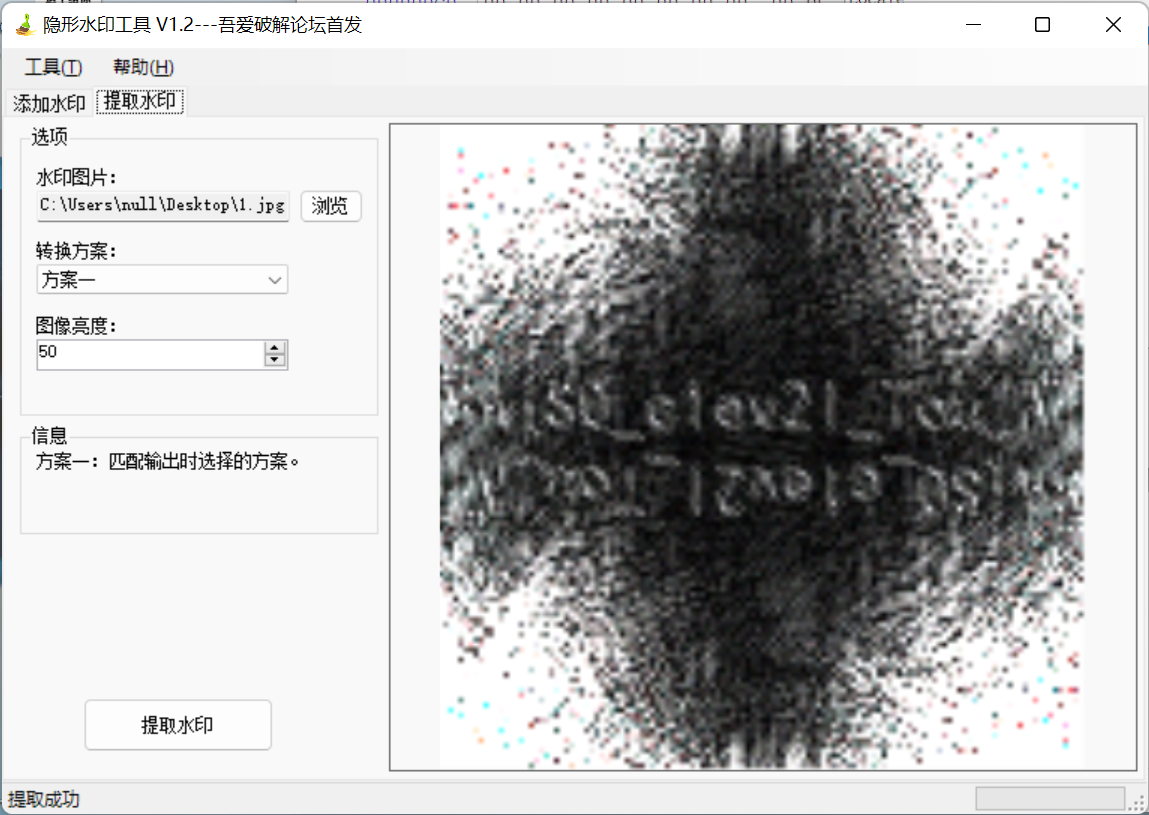 隐形水印工具 V1.2---吾爱破解论坛首发
工具(T) 帮助(H)
添加水印 提取水印
选项
水印图片：
C:\Users\null\Desktop\1.jpg 浏览
转换方案：
方案一
图像亮度：
50
信息
方案一：匹配输出时选择的方案。
提取水印
提取成功